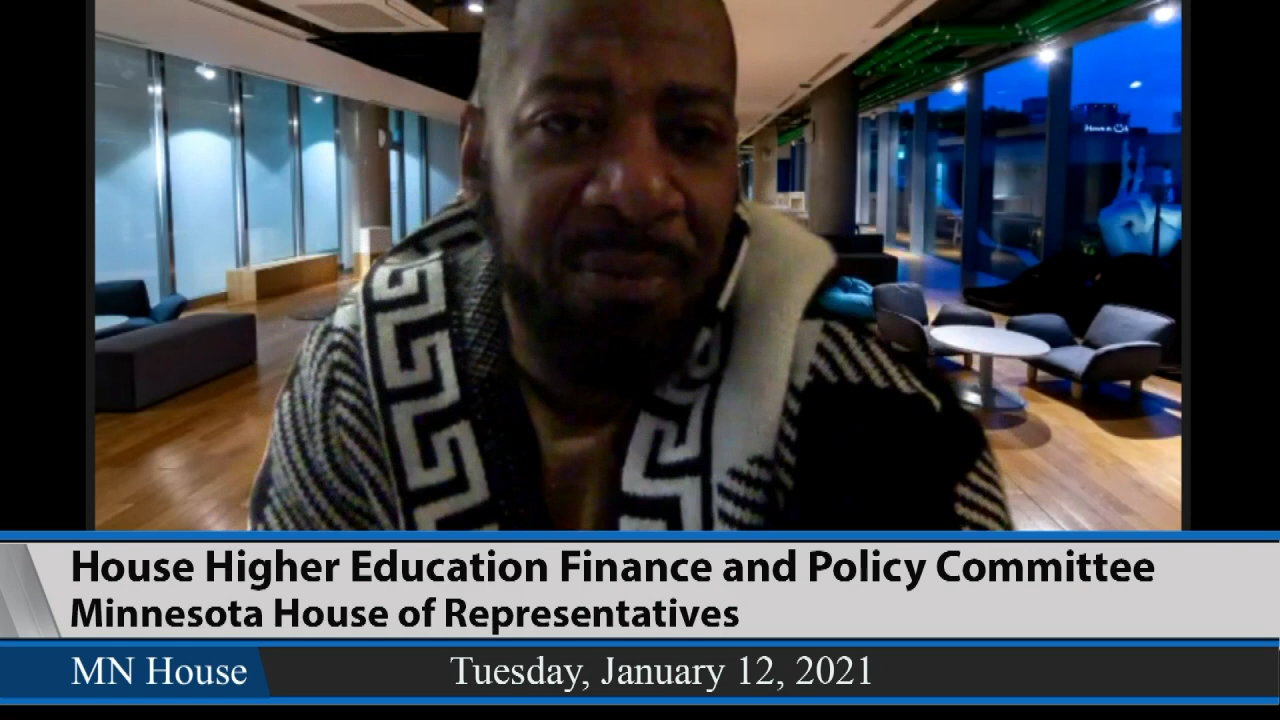 House Higher Education Finance and Policy Committee
Minnesota House of Representatives
MN House
Tuesday, January 12, 2021